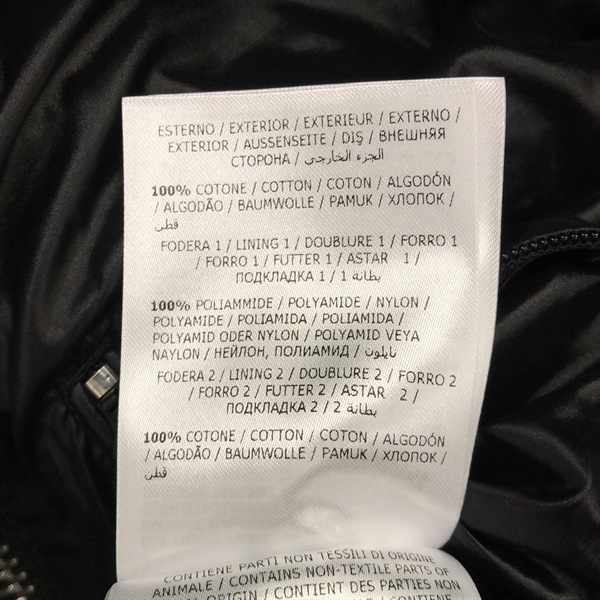 ESTERNO / EXTERIOR / EXTERIEUR / EXTERNO /
EXTERIOR / AUSSENSEITE / DIŞ / ВНЕШНЯЯ
СТОРОНА / الجزء الخارجي
100% COTONE / COTTON / COTON / ALGODÓN
/ ALGODÃO / BAUMWOLLE / PAMUK / ХЛОПОК /
قطن
FODERA 1 / LINING 1 / DOUBLURE 1 / FORRO 1
/ FORRO 1 / FUTTER 1 / ASTAR 1 /
ПОДКЛАДКА 1 / بطانة 1
100% POLIAMMIDE / POLYAMIDE / NYLON /
POLYAMIDE / POLIAMIDA / POLIAMIDA /
POLYAMID ODER NYLON / POLYAMID VEYA
NAYLON / НЕЙЛОН, ПОЛИАМИД / نايلون
FODERA 2 / LINING 2 / DOUBLURE 2 / FORRO 2
/ FORRO 2 / FUTTER 2 / ASTAR 2 /
ПОДКЛАДКА 2 / بطانة 2
100% COTONE / COTTON / COTON / ALGODÓN
/ ALGODÃO / BAUMWOLLE / PAMUK / ХЛОПОК /
قطن
CONTIENE PARTI NON TESSILI DI ORIGINE
ANIMALE / CONTAINS NON-TEXTILE PARTS OF
ORIGIN / CONTIENT DES PARTIES NON